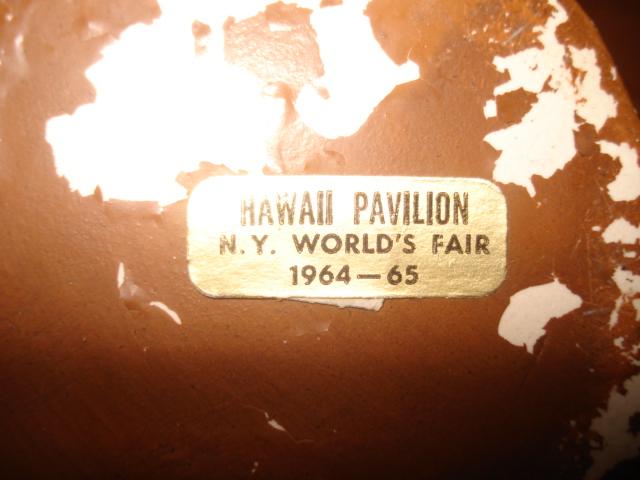 HAWAII PAVILION
N.Y. WORLD'S FAIR
1964-65